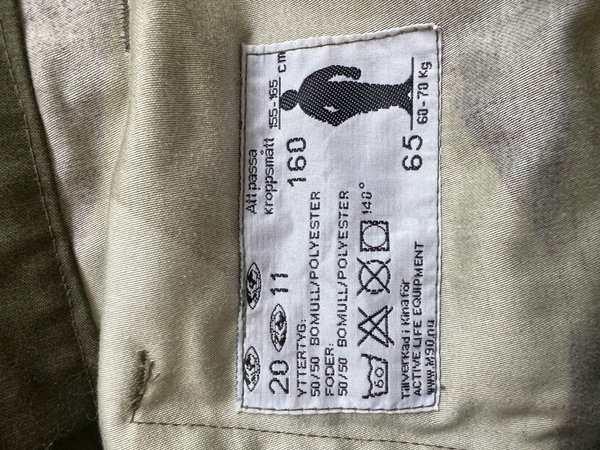 Att passa
kroppsmått
155-165 cm
160
65
60-70 Kg
20 11
YTTERTYG:
50/50 BOMULL/POLYESTER
FODER:
50/50 BOMULL/POLYESTER
60
140°
Tillverkad i Kina för
ACTIVE LIFE EQUIPMENT
www.M90.nu